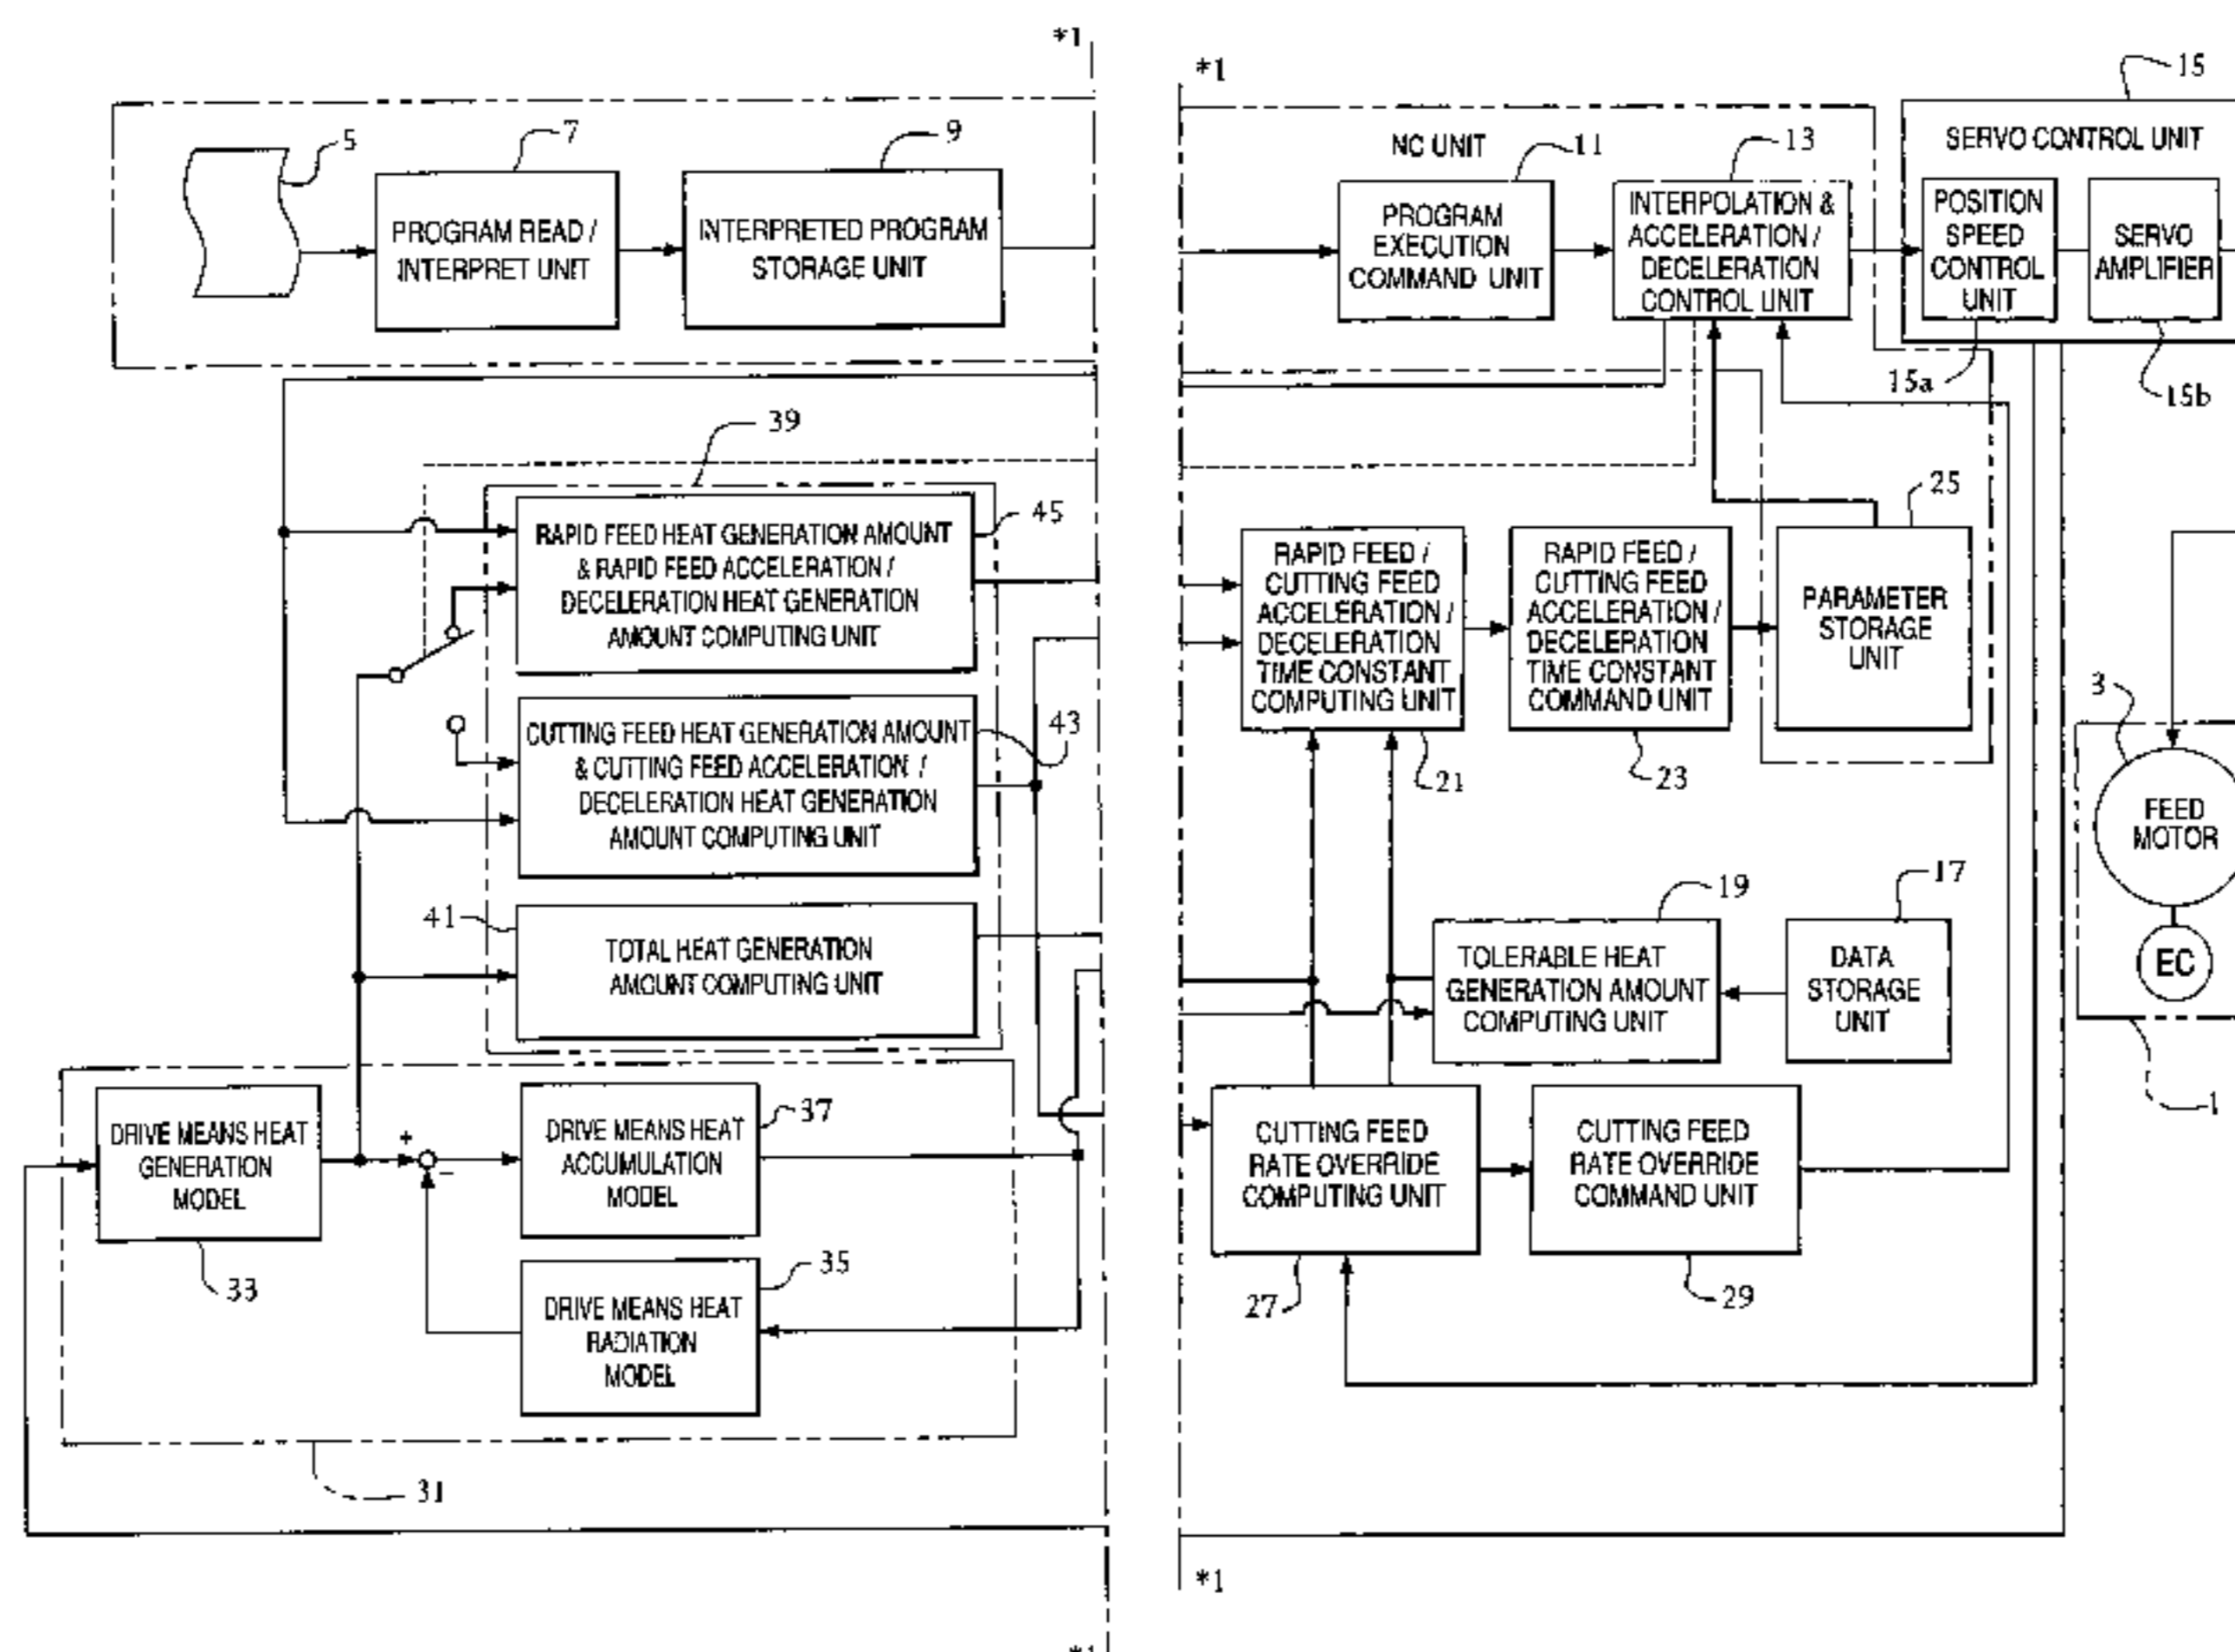 *1
*1
15
5
7
9
NC UNIT
11
13
SERVO CONTROL UNIT
PROGRAM READ /
INTERPRET UNIT
INTERPRETED PROGRAM
STORAGE UNIT
PROGRAM
EXECUTION
COMMAND UNIT
INTERPOLATION &
ACCELERATION /
DECELERATION
CONTROL UNIT
POSITION
SPEED
CONTROL
UNIT
SERVO
AMPLIFIER
15a
15b
39
45
RAPID FEED HEAT GENERATION AMOUNT
& RAPID FEED ACCELERATION /
DECELERATION HEAT GENERATION
AMOUNT COMPUTING UNIT
43
CUTTING FEED HEAT GENERATION AMOUNT
& CUTTING FEED ACCELERATION /
DECELERATION HEAT GENERATION
AMOUNT COMPUTING UNIT
41
TOTAL HEAT GENERATION
AMOUNT COMPUTING UNIT
25
RAPID FEED /
CUTTING FEED
ACCELERATION /
DECELERATION
TIME CONSTANT
COMPUTING UNIT
RAPID FEED /
CUTTING FEED
ACCELERATION /
DECELERATION
TIME CONSTANT
COMMAND UNIT
PARAMETER
STORAGE
UNIT
21
23
3
FEED
MOTOR
EC
1
19
17
TOLERABLE HEAT
GENERATION AMOUNT
COMPUTING UNIT
DATA
STORAGE
UNIT
DRIVE MEANS HEAT
GENERATION
MODEL
33
+
−
37
DRIVE MEANS HEAT
ACCUMULATION
MODEL
35
DRIVE MEANS HEAT
RADIATION
MODEL
31
CUTTING FEED
RATE OVERRIDE
COMPUTING UNIT
CUTTING FEED
RATE OVERRIDE
COMMAND UNIT
27
29
*1
*1